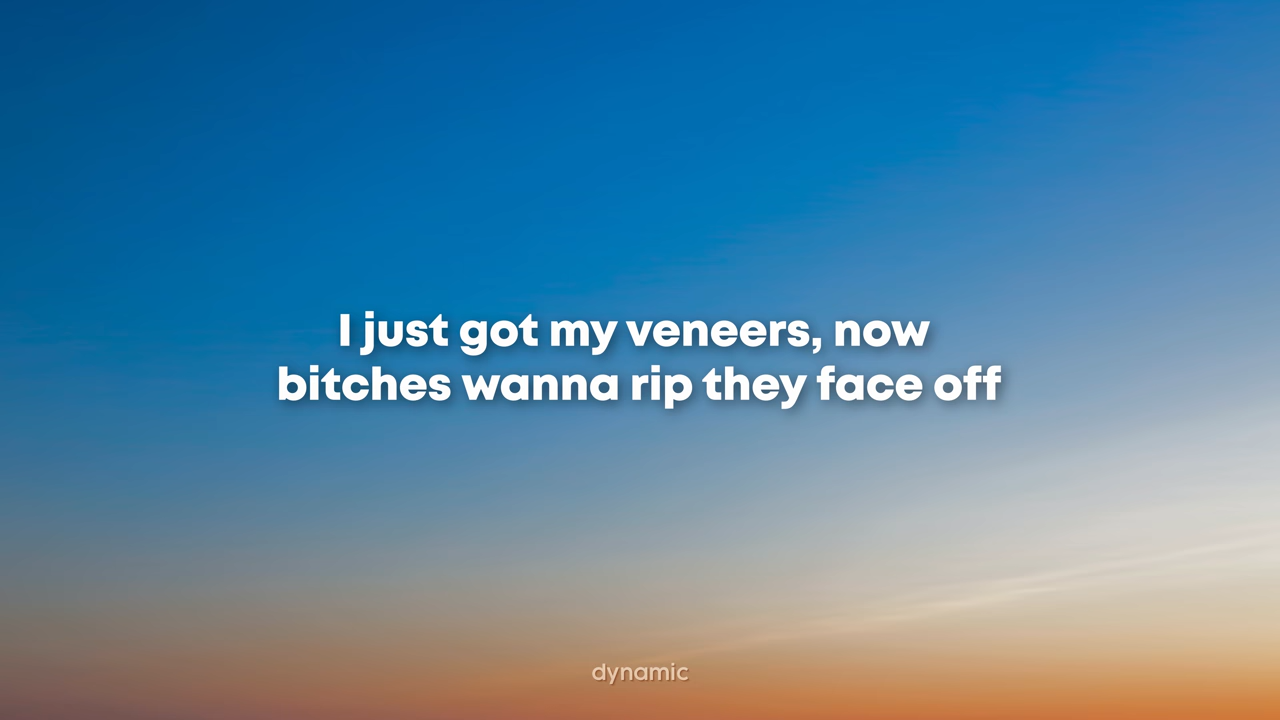 I just got my veneers, now
bitches wanna rip they face off
dynamic